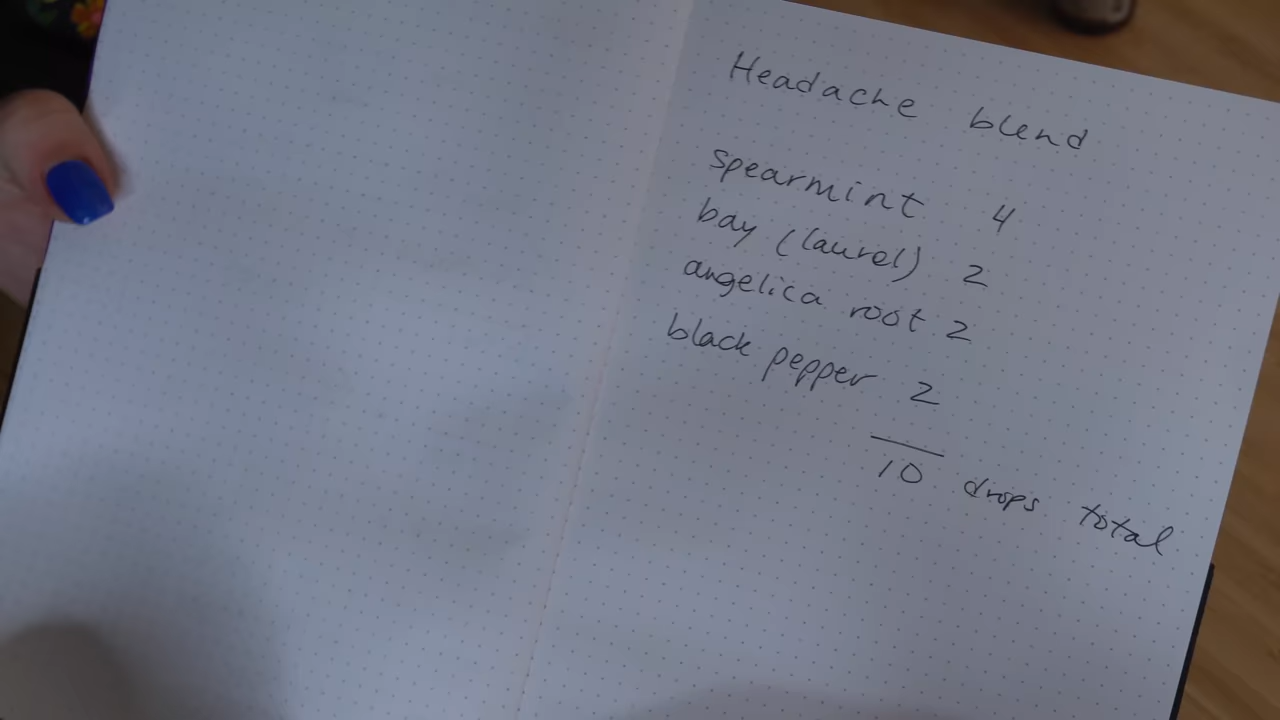 Headache blend
spearmint 4
bay (laurel) 2
angelica root 2
black pepper 2
10 drops total